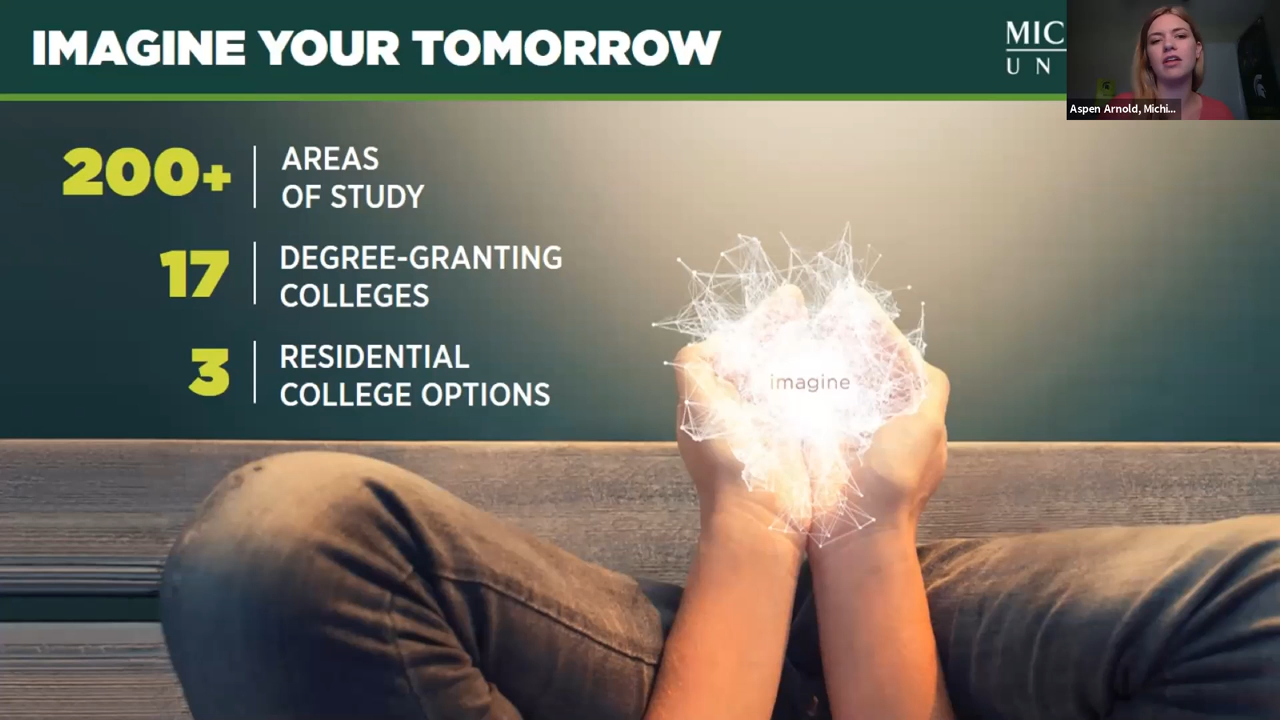 IMAGINE YOUR TOMORROW
MIC
UN
Aspen Arnold, Michi...
200+
AREAS
OF STUDY
17
DEGREE-GRANTING
COLLEGES
3
RESIDENTIAL
COLLEGE OPTIONS
imagine